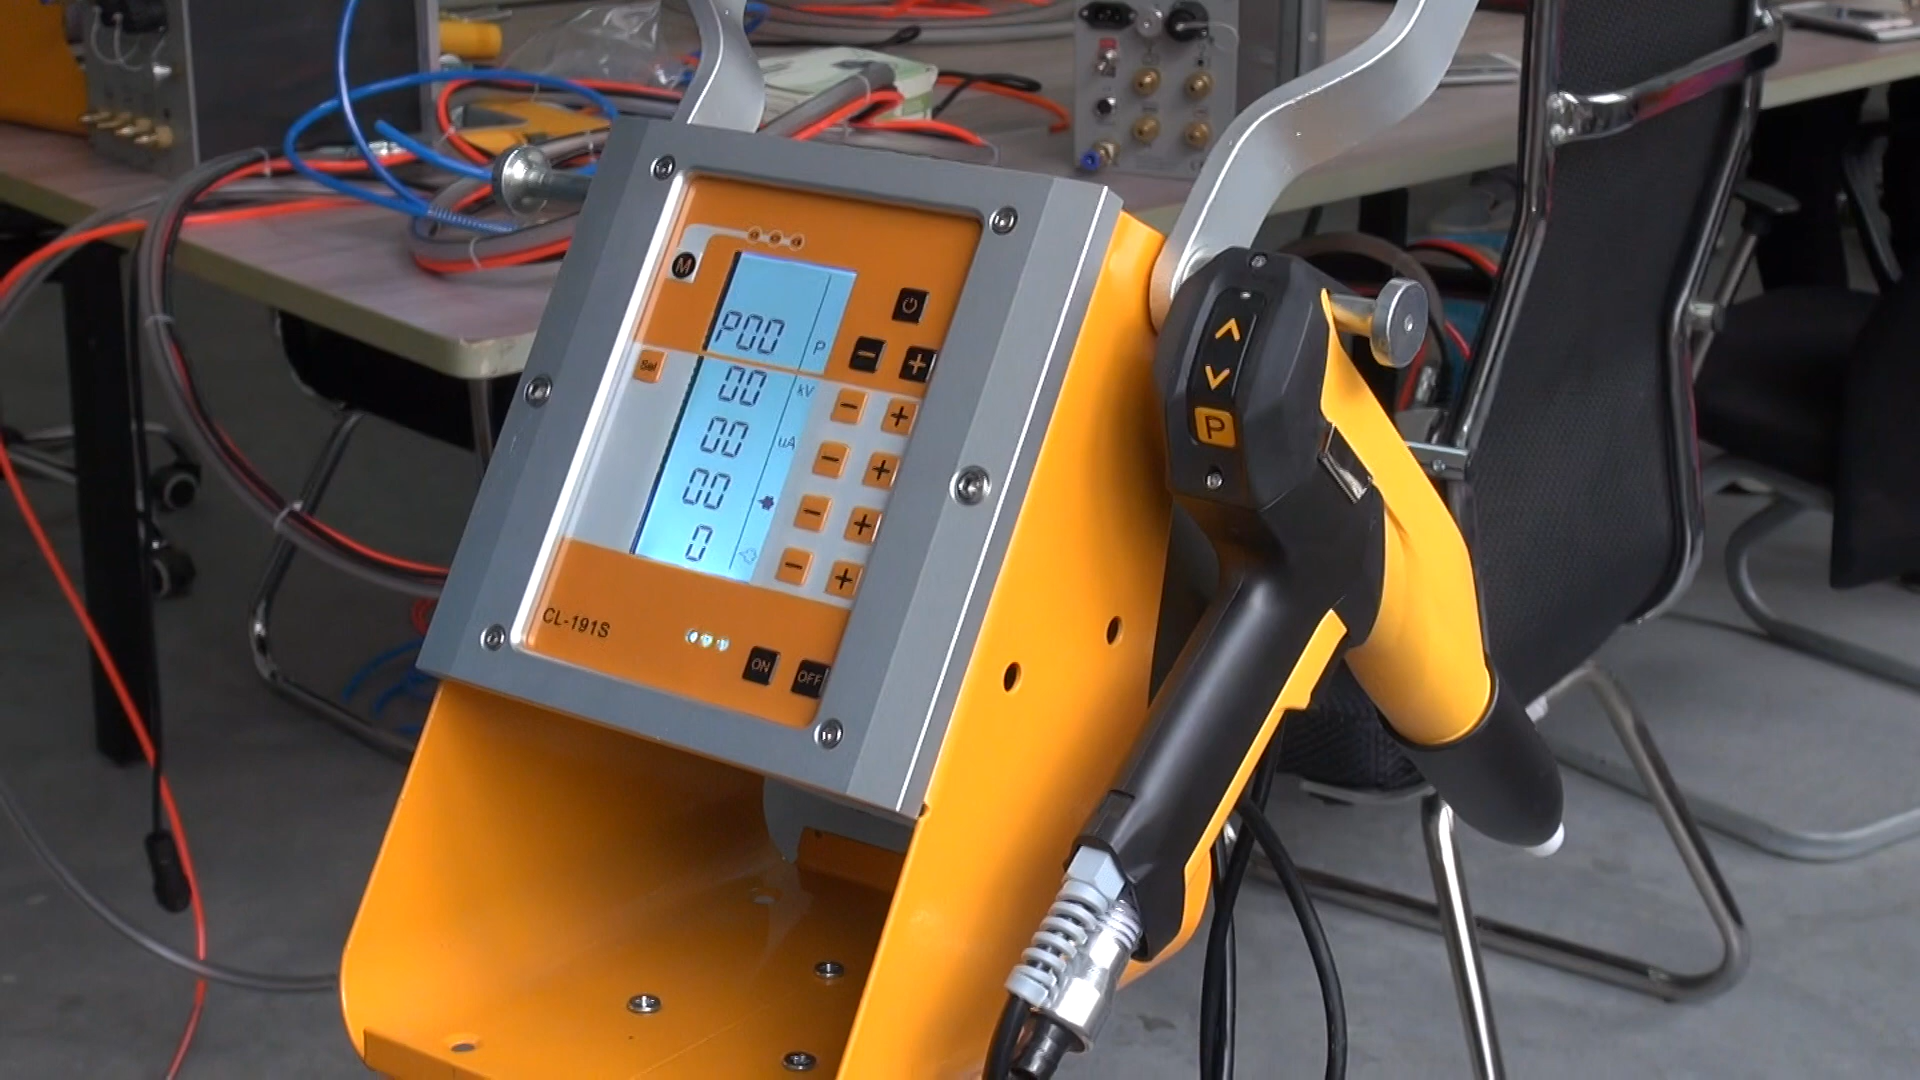 M
P00 P
− +
Sel
00 kV
− +
00 uA
− +
00
− +
0
− +
CL-191S
ON OFF
P